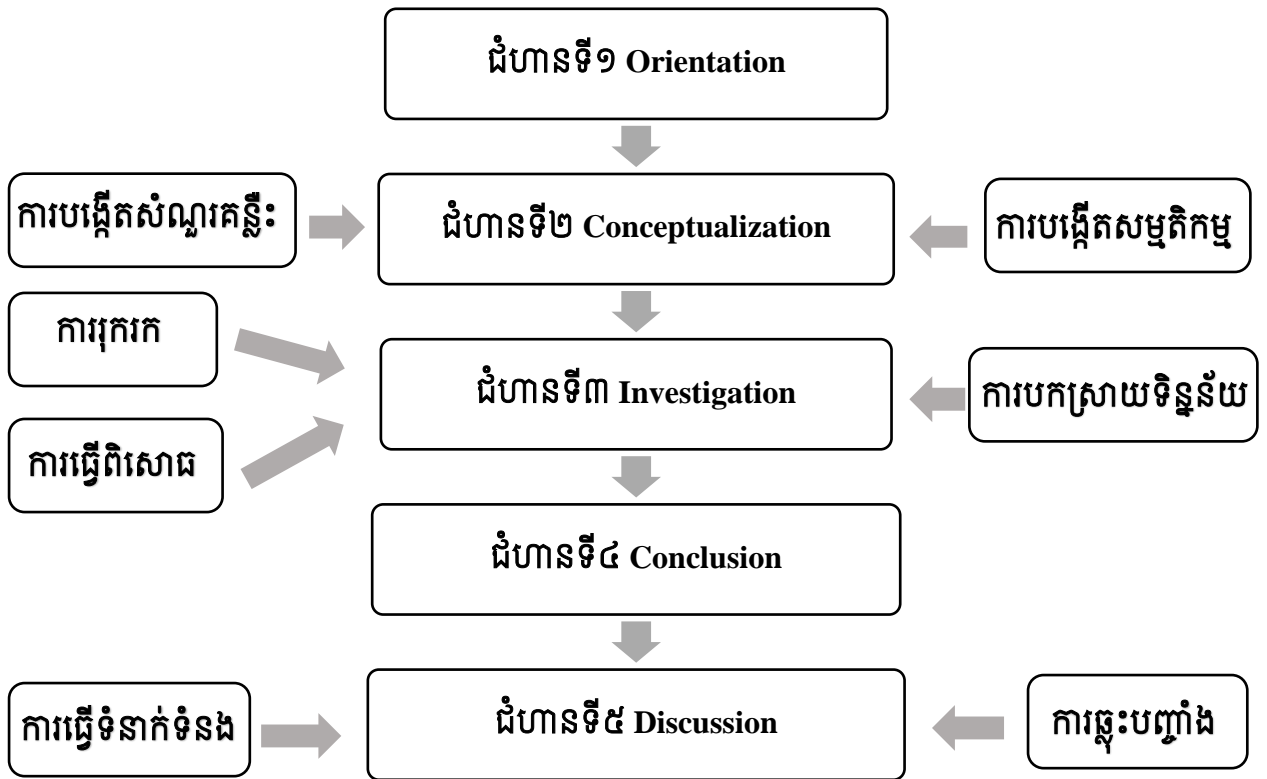 ជំហានទី១ Orientation
ការបង្កើតសំណួរគន្លឹះ
ជំហានទី២ Conceptualization
ការបង្កើតសម្មតិកម្ម
ការរុករក
ជំហានទី៣ Investigation
ការបកស្រាយទិន្នន័យ
ការធ្វើពិសោធ
ជំហានទី៤ Conclusion
ការធ្វើទំនាក់ទំនង
ជំហានទី៥ Discussion
ការឆ្លុះបញ្ចាំង